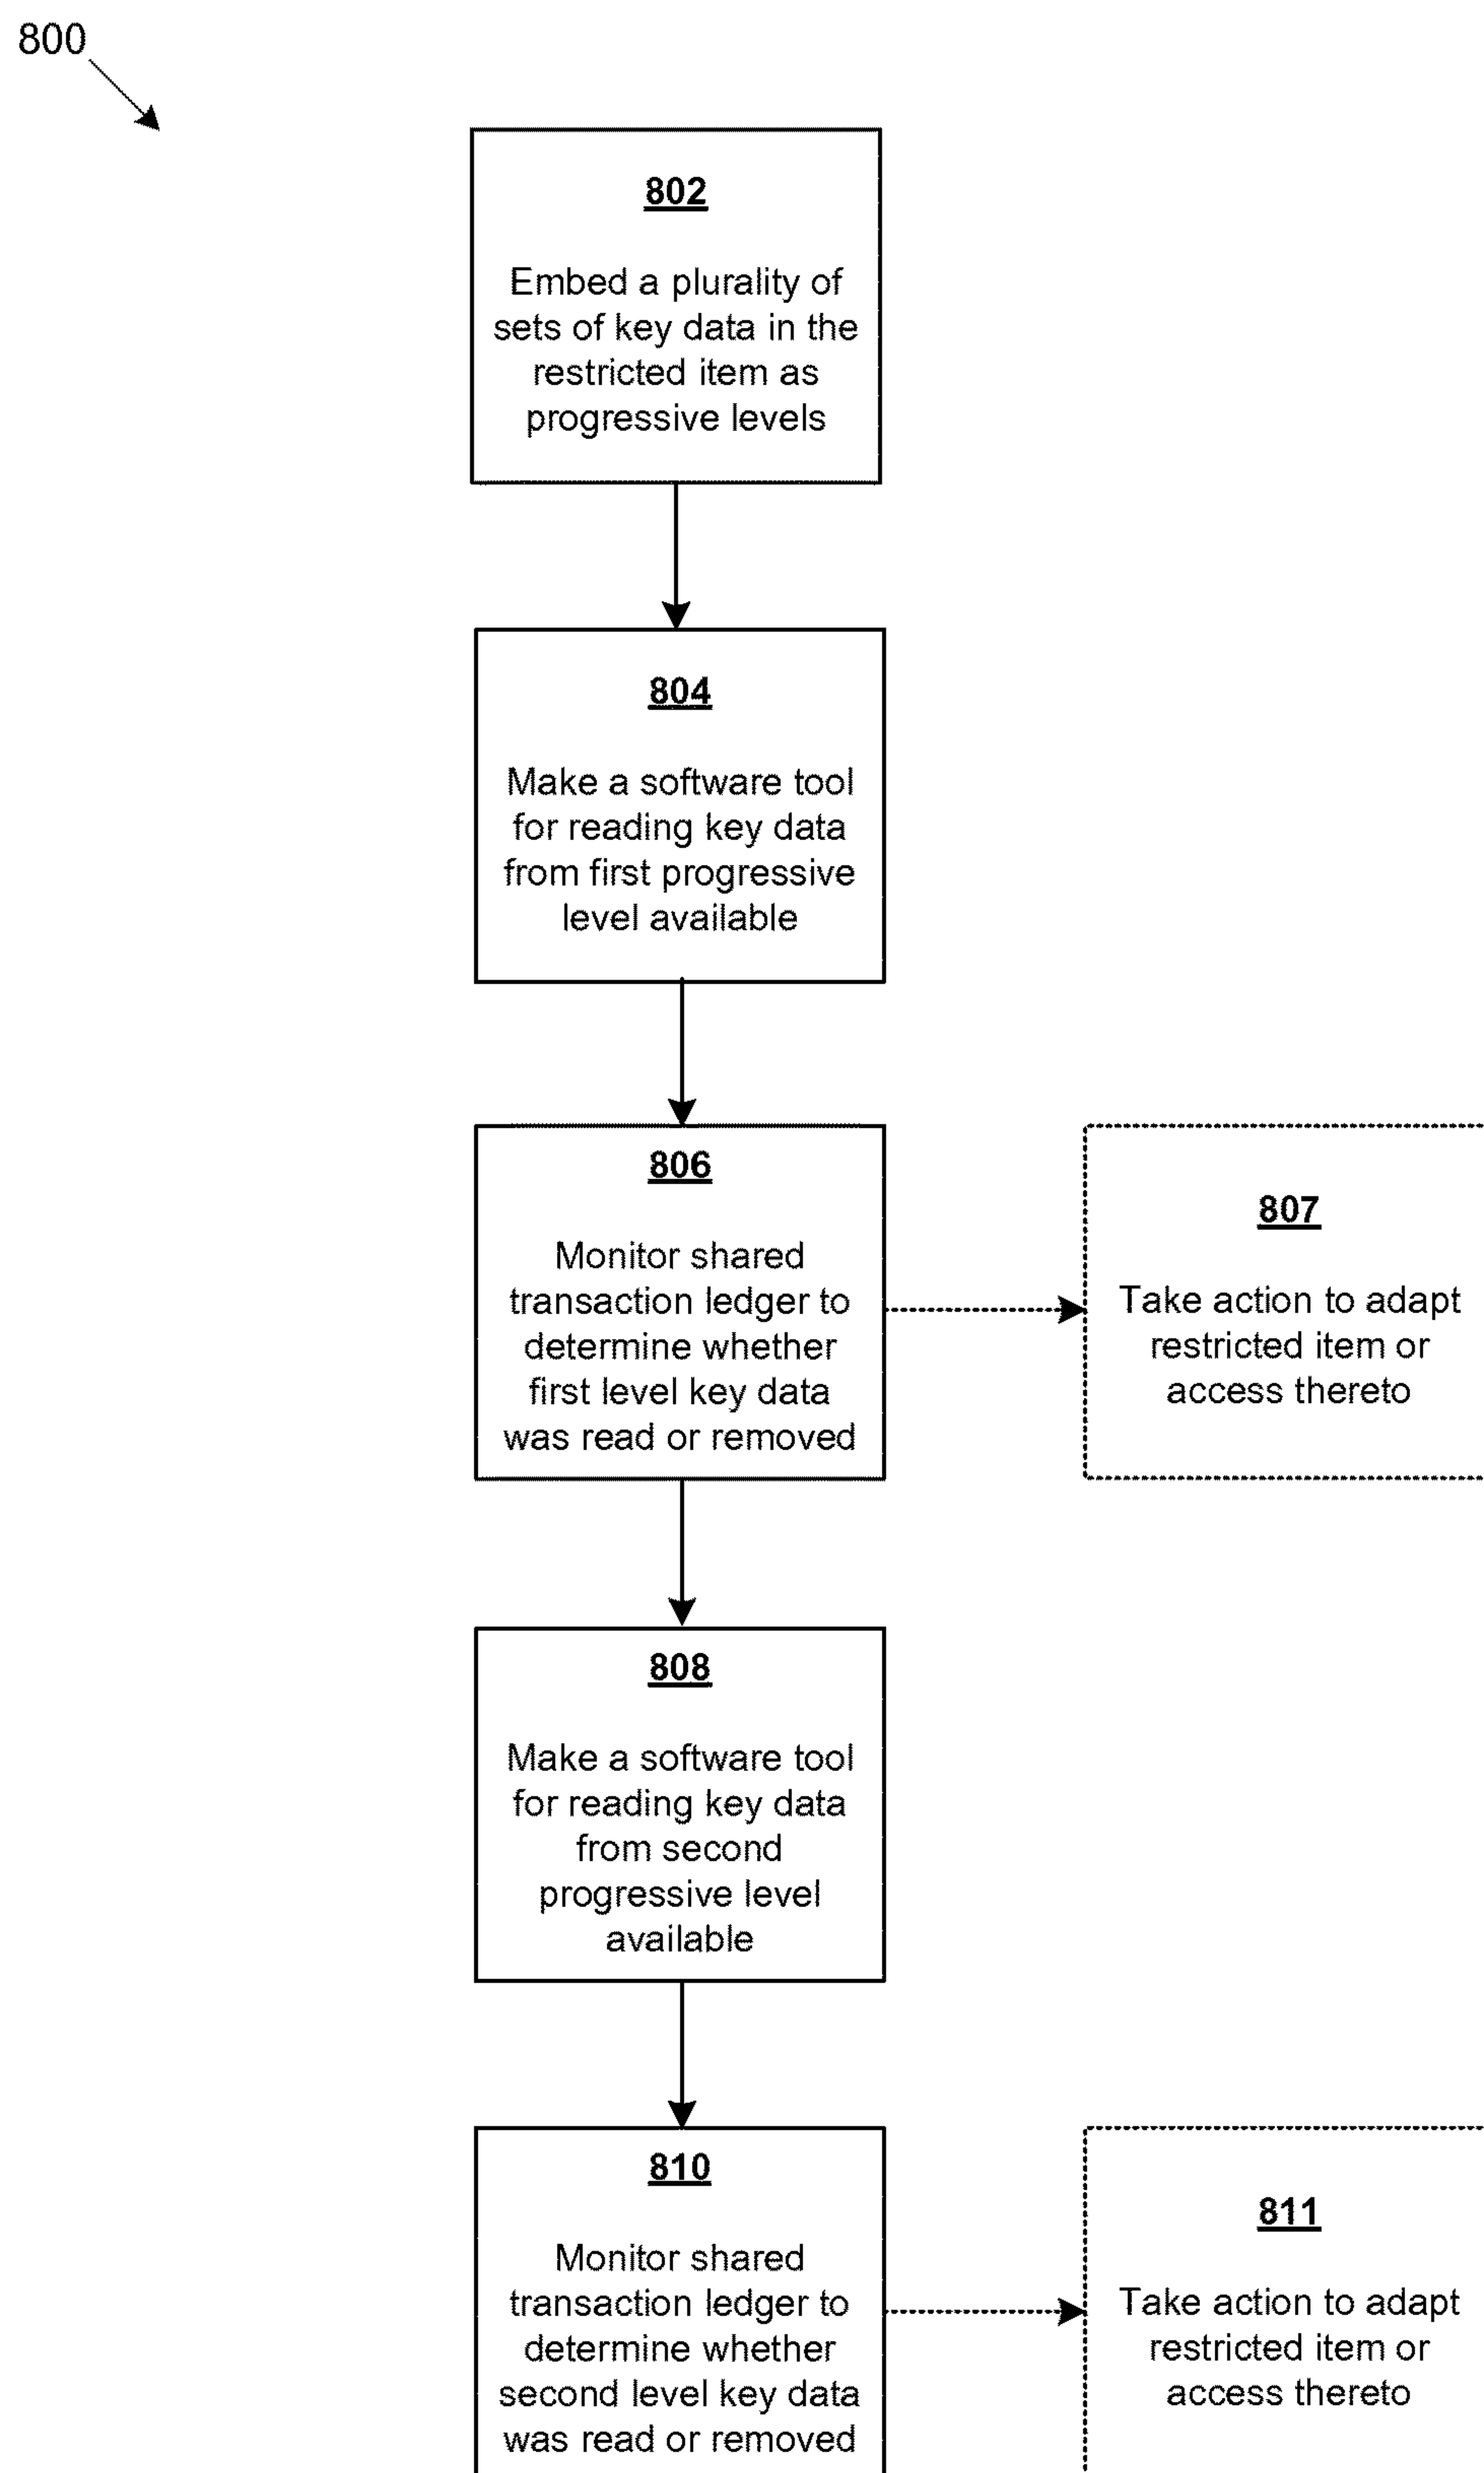 800
802
Embed a plurality of
sets of key data in the
restricted item as
progressive levels
804
Make a software tool
for reading key data
from first progressive
level available
806
Monitor shared
transaction ledger to
determine whether
first level key data
was read or removed
807
Take action to adapt
restricted item or
access thereto
808
Make a software tool
for reading key data
from second
progressive level
available
810
Monitor shared
transaction ledger to
determine whether
second level key data
was read or removed
811
Take action to adapt
restricted item or
access thereto